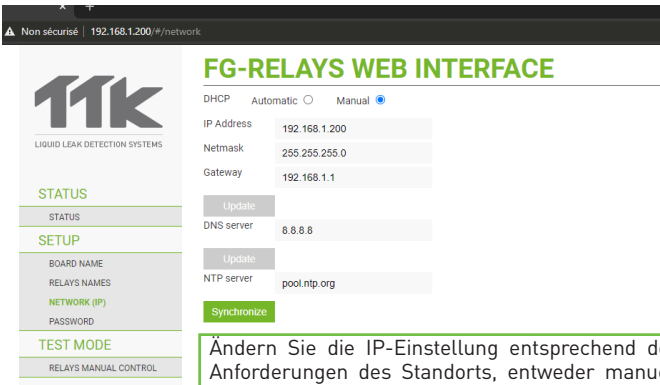 x +
Non sécurisé | 192.168.1.200/#/network
TTK
LIQUID LEAK DETECTION SYSTEMS
STATUS
STATUS
SETUP
BOARD NAME
RELAYS NAMES
NETWORK (IP)
PASSWORD
TEST MODE
RELAYS MANUAL CONTROL
FG-RELAYS WEB INTERFACE
DHCP Automatic Manual
IP Address 192.168.1.200
Netmask 255.255.255.0
Gateway 192.168.1.1
Update
DNS server 8.8.8.8
Update
NTP server pool.ntp.org
Synchronize
Ändern Sie die IP-Einstellung entsprechend
Anforderungen des Standorts, entweder